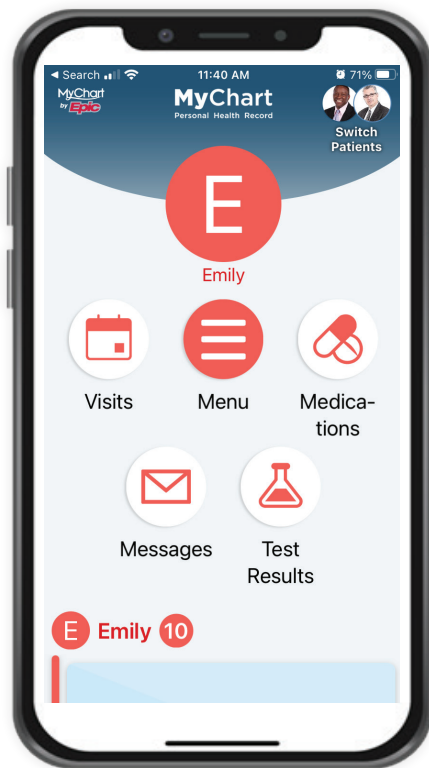 Search 11:40 AM 71%
MyChart
by Epic
MyChart
Personal Health Record
Switch
Patients
E
Emily
Visits
Menu
Medica-
tions
Messages
Test
Results
E Emily 10